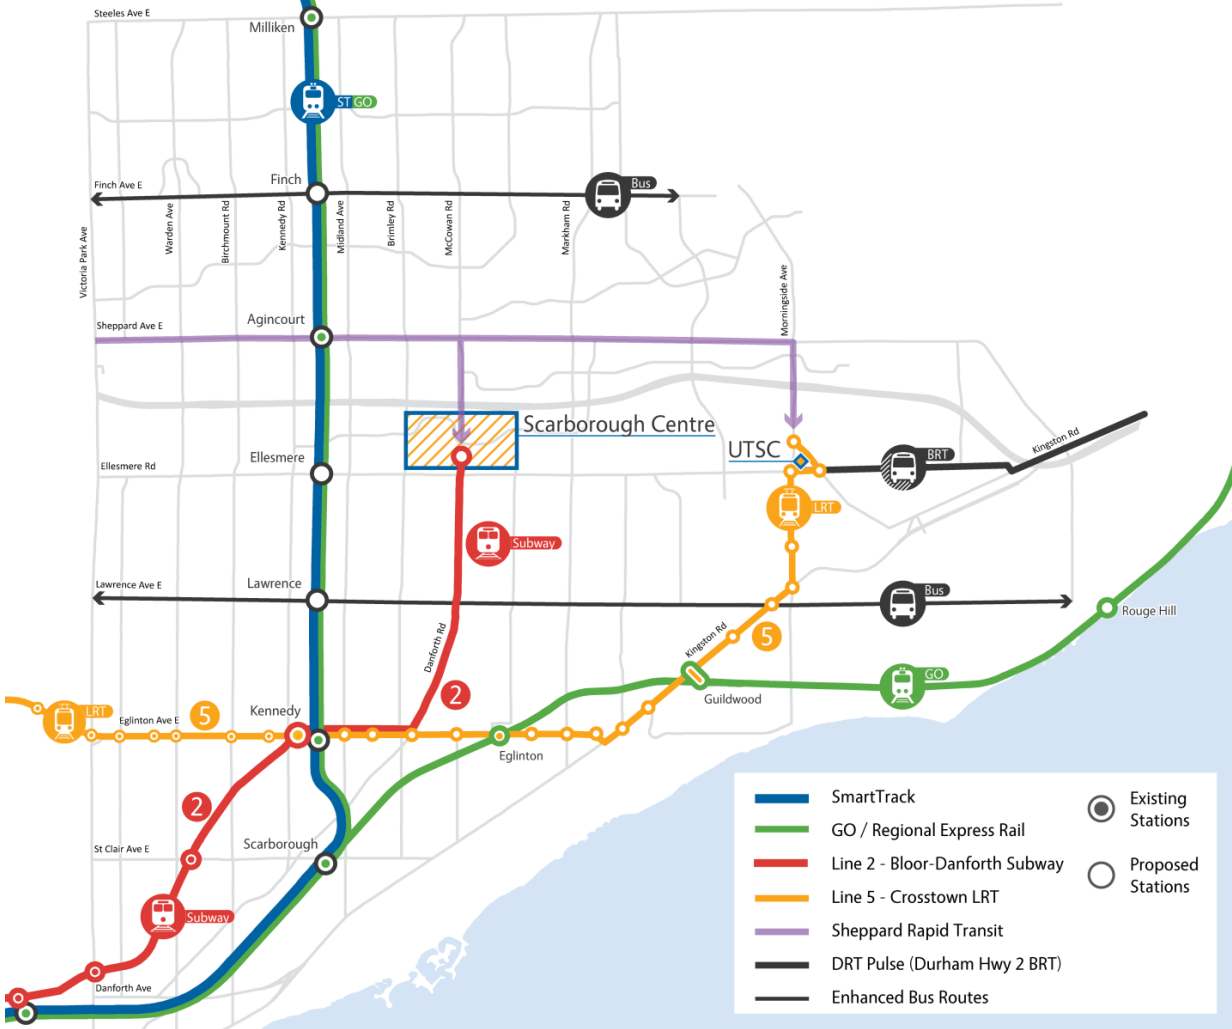 Steeles Ave E
Milliken
ST GO
Finch
Finch Ave E
Bus
Victoria Park Ave
Warden Ave
Birchmount Rd
Kennedy Rd
Midland Ave
Brimley Rd
McCowan Rd
Markham Rd
Morningside Ave
Agincourt
Sheppard Ave E
Scarborough Centre
UTSC
Ellesmere
Ellesmere Rd
BRT
Kingston Rd
LRT
Subway
Lawrence
Lawrence Ave E
Bus
Rouge Hill
Danforth Rd
Kingston Rd
5
2
GO
Guildwood
LRT
Eglinton Ave E
5
Kennedy
Eglinton
2
Scarborough
St Clair Ave E
Subway
Danforth Ave
SmartTrack
GO / Regional Express Rail
Line 2 - Bloor-Danforth Subway
Line 5 - Crosstown LRT
Sheppard Rapid Transit
DRT Pulse (Durham Hwy 2 BRT)
Enhanced Bus Routes
Existing
Stations
Proposed
Stations